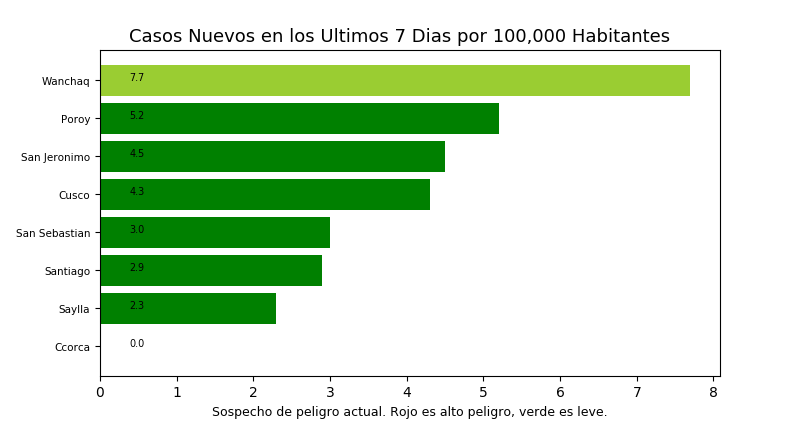 Casos Nuevos en los Ultimos 7 Dias por 100,000 Habitantes
Wanchaq 7.7
Poroy 5.2
San Jeronimo 4.5
Cusco 4.3
San Sebastian 3.0
Santiago 2.9
Saylla 2.3
Ccorca 0.0
0 1 2 3 4 5 6 7 8
Sospecho de peligro actual. Rojo es alto peligro, verde es leve.